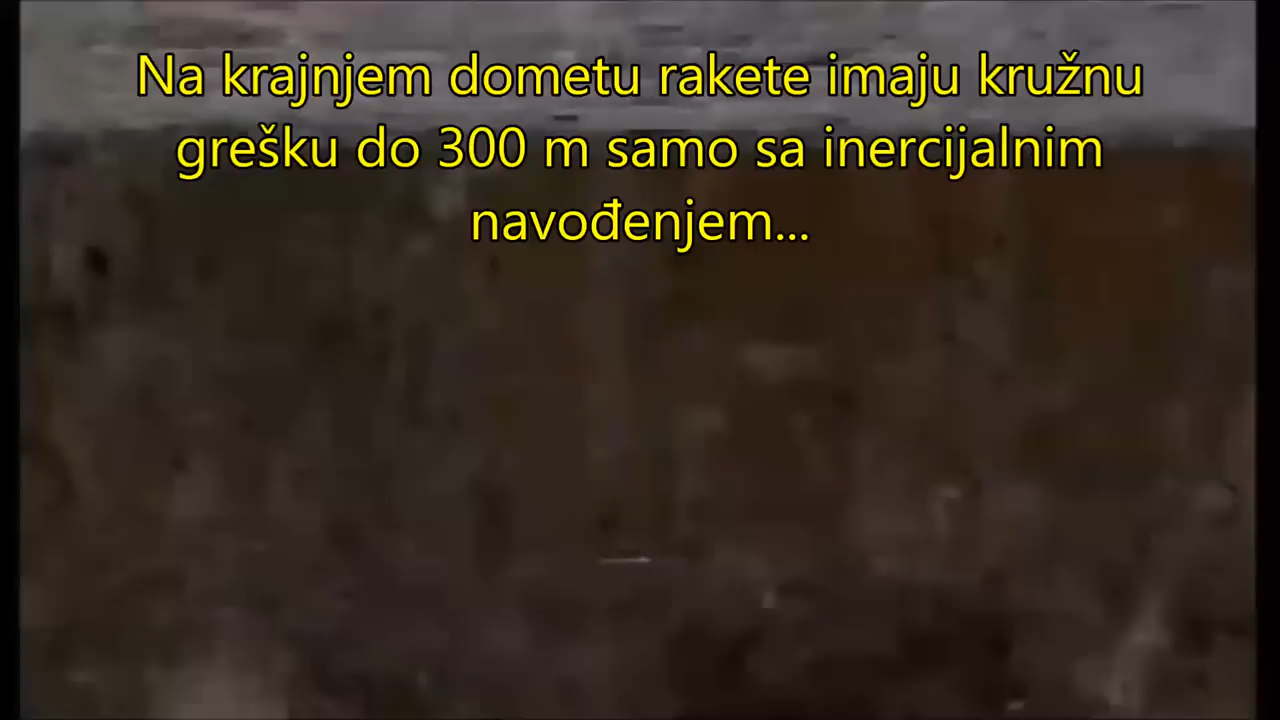 Na krajnjem dometu rakete imaju kružnu
grešku do 300 m samo sa inercijalnim
navođenjem...